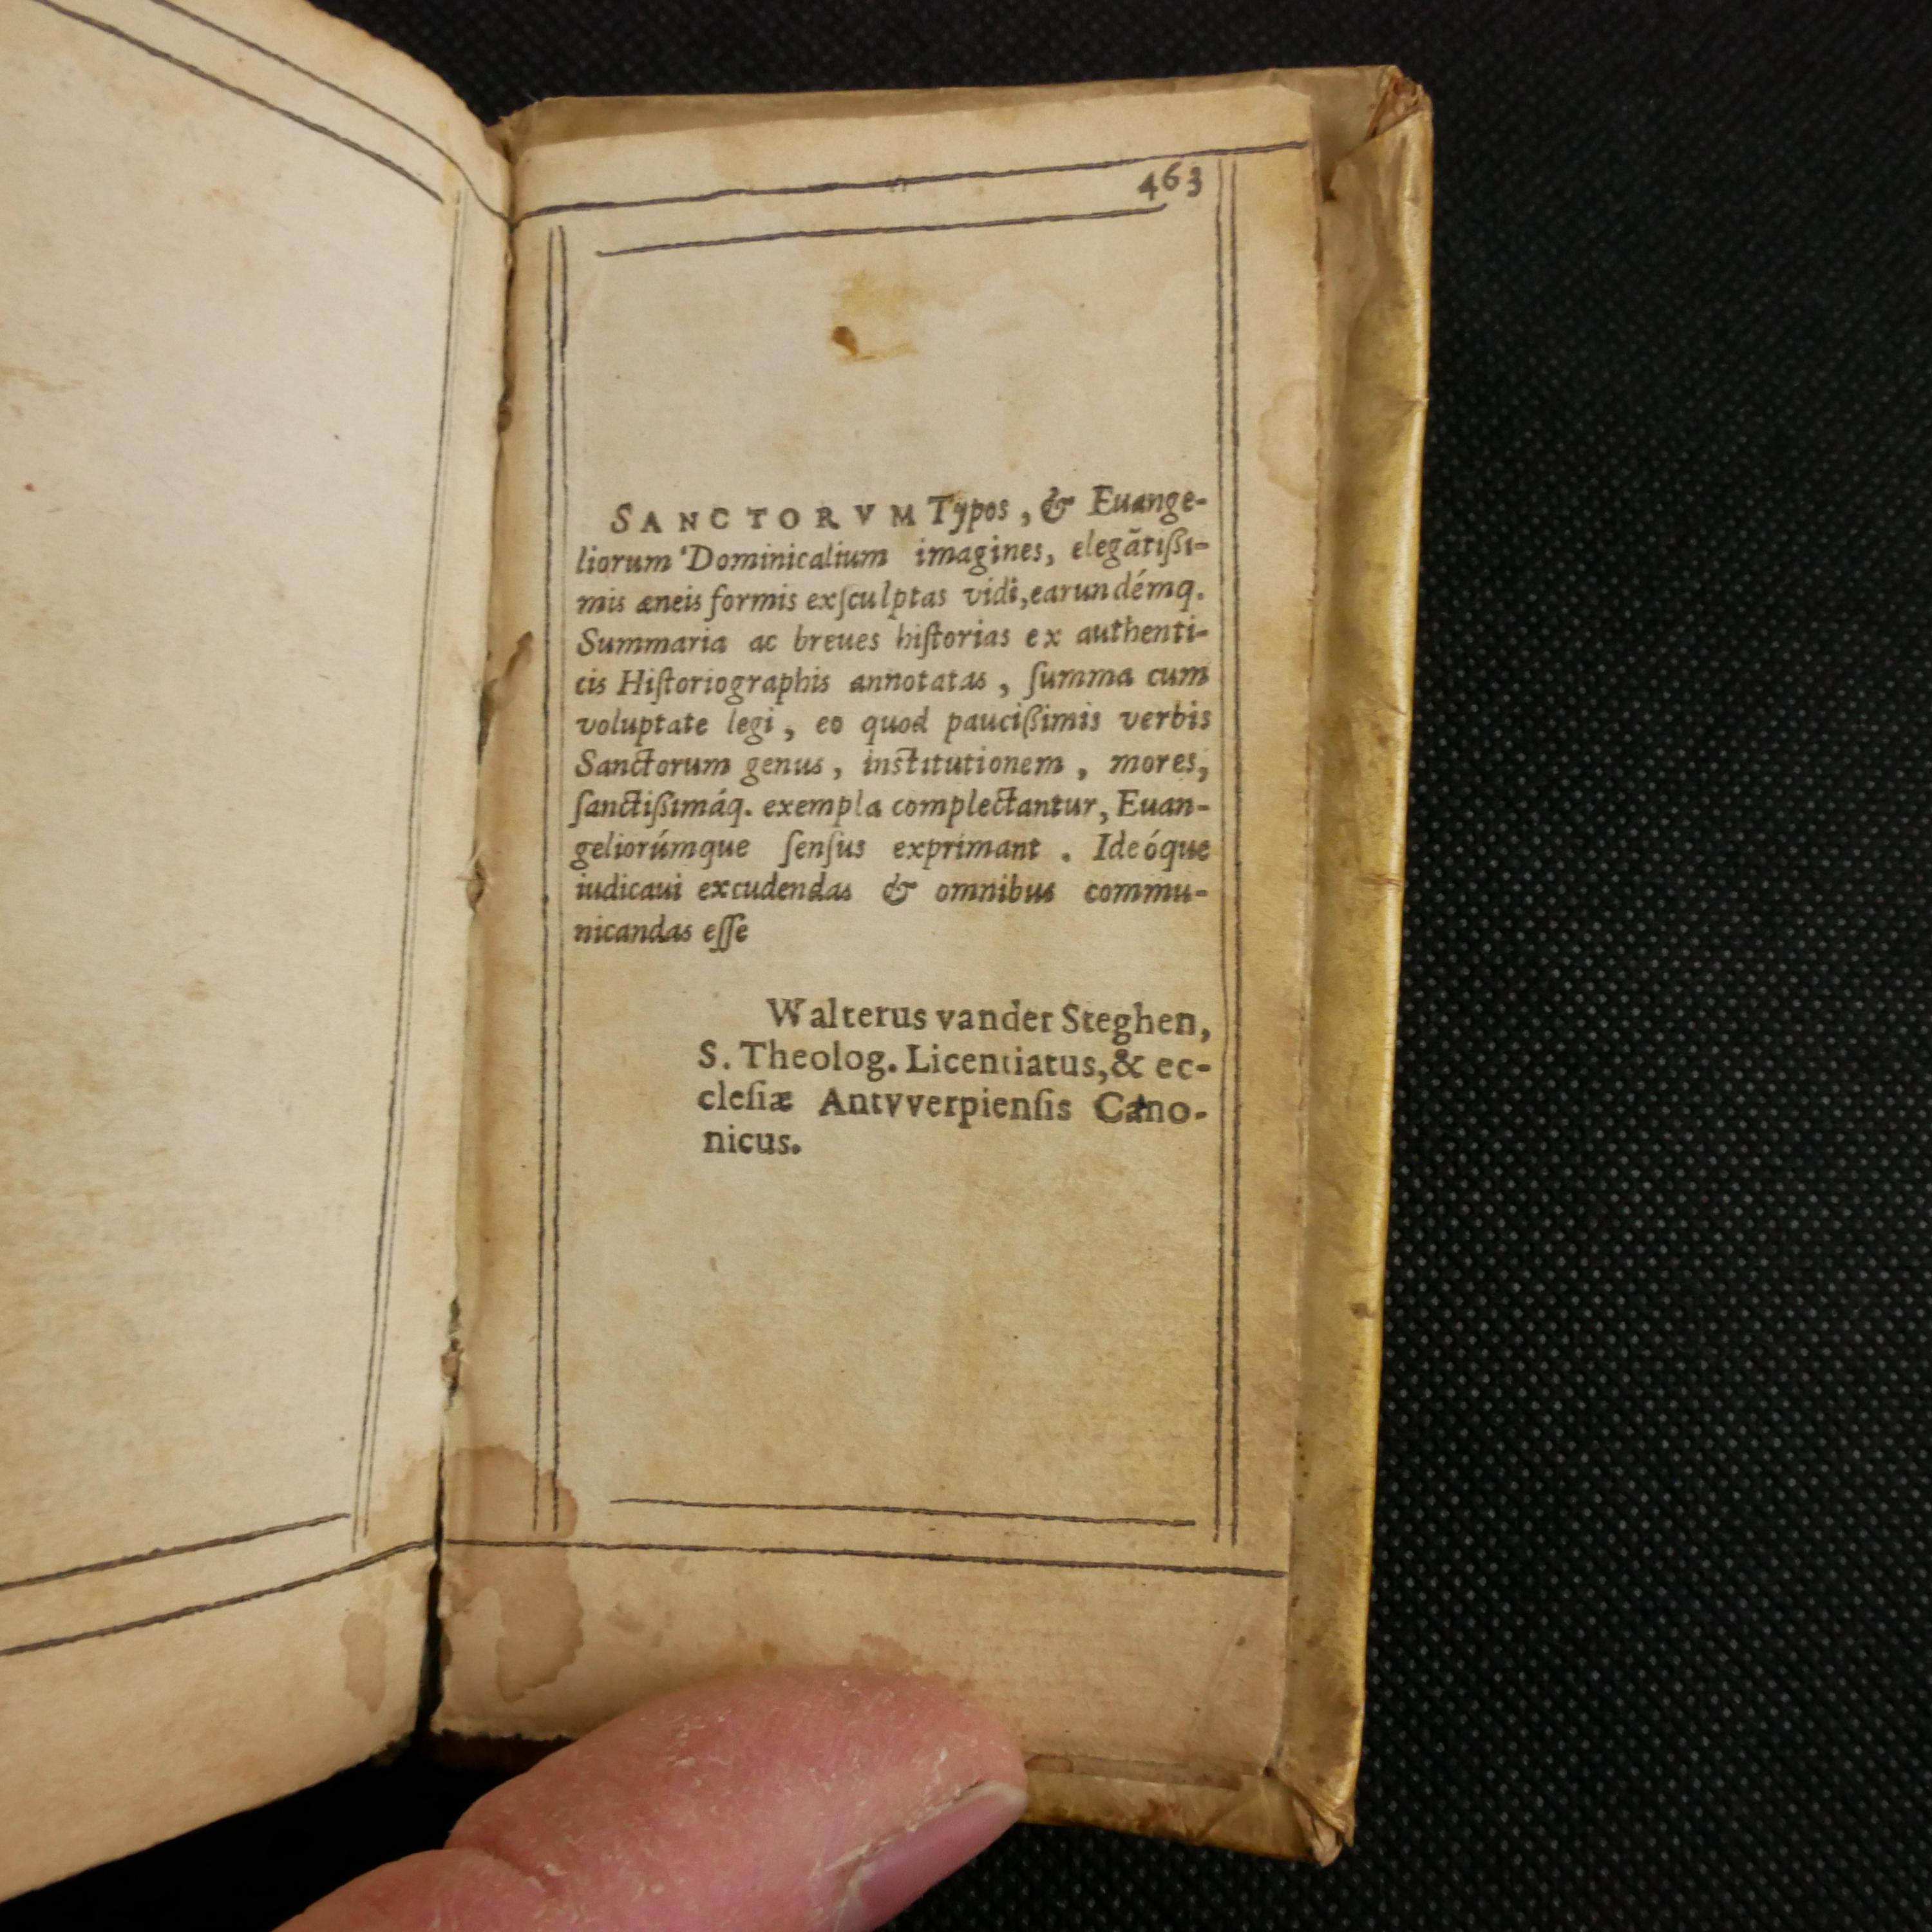 463
SANCTORVM Typos, & Euange-
liorum Dominicalium imagines, elegãtißi-
mis æneis formis exſculptas vidi, earundémq.
Summaria ac breues hiſtorias ex authenti-
cis Hiſtoriographis annotatas, ſumma cum
voluptate legi, eo quod pauciſſimis verbis
Sanctorum genus, inſtitutionem, mores,
ſanctißimáq. exempla complectantur, Euan-
geliorúmque ſenſus exprimant. Ideóque
iudicaui excudendas & omnibus commu-
nicandas eſſe
Walterus vander Steghen,
S. Theolog. Licentiatus, & ec-
cleſiæ Antvverpienſis Cano-
nicus.